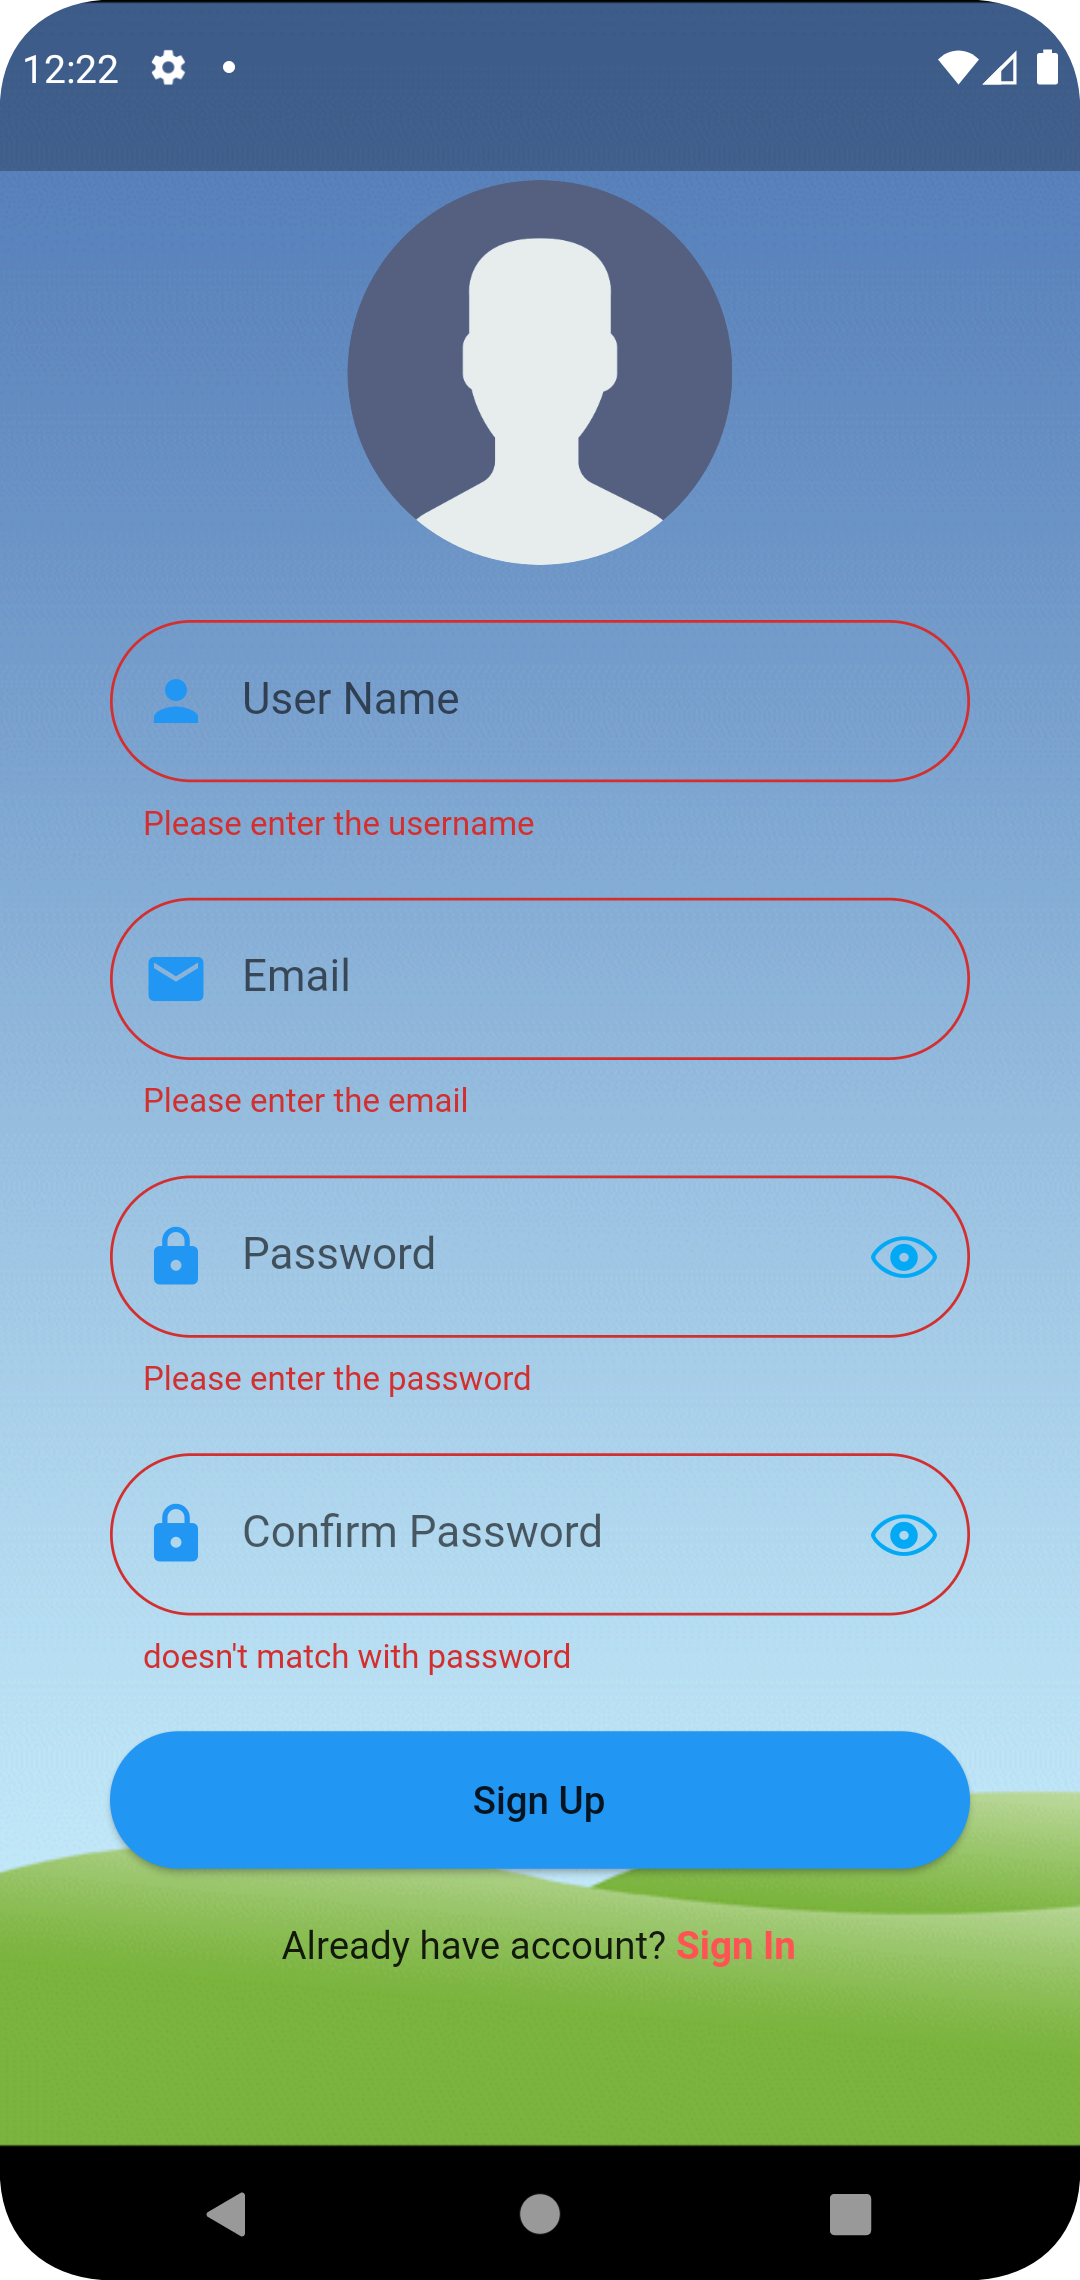 12:22
User Name
Please enter the username
Email
Please enter the email
Password
Please enter the password
Confirm Password
doesn't match with password
Sign Up
Already have account? Sign In